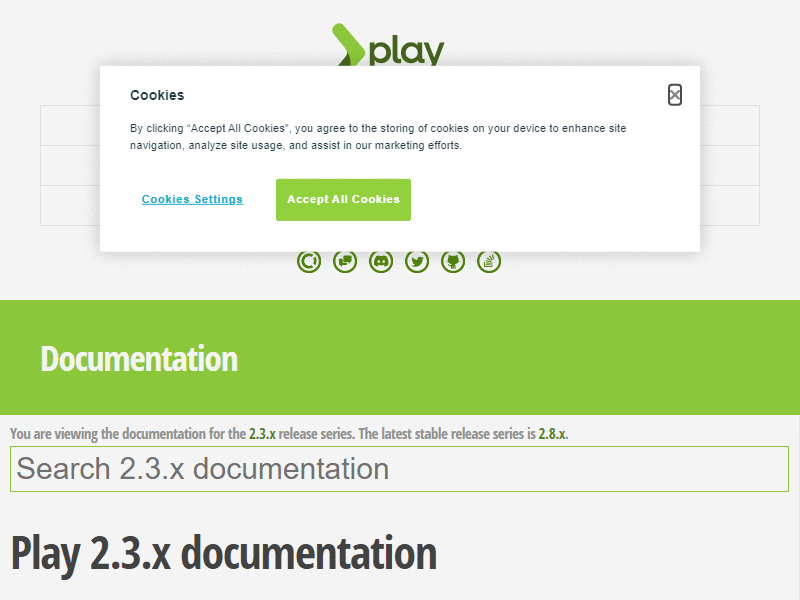 play
Cookies
By clicking “Accept All Cookies”, you agree to the storing of cookies on your device to enhance site
navigation, analyze site usage, and assist in our marketing efforts.
Cookies Settings
Accept All Cookies
Documentation
You are viewing the documentation for the 2.3.x release series. The latest stable release series is 2.8.x.
Search 2.3.x documentation
Play 2.3.x documentation